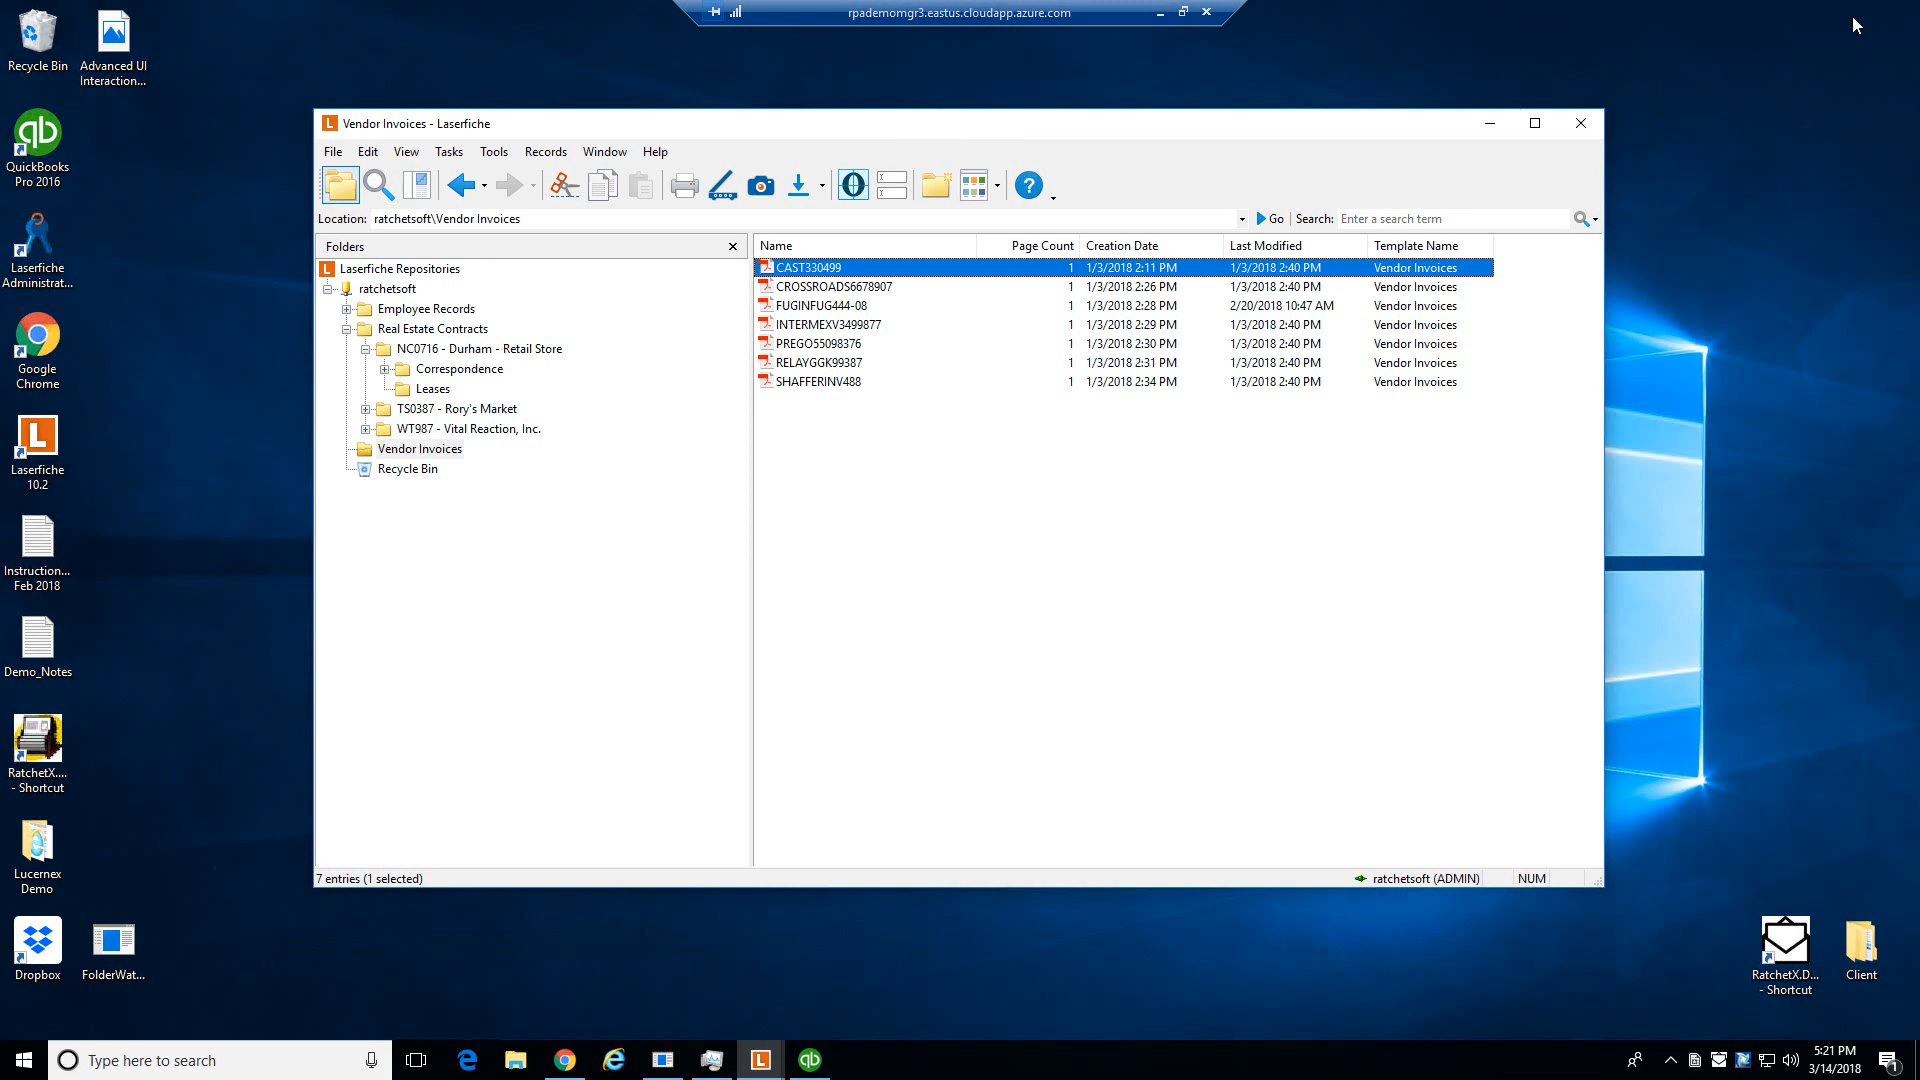 rpademomgr3.eastus.cloudapp.azure.com
Recycle Bin
Advanced UI
Interaction...
QuickBooks
Pro 2016
Laserfiche
Administrat...
Google
Chrome
Laserfiche
10.2
Instruction...
Feb 2018
Demo_Notes
RatchetX....
- Shortcut
Lucernex
Demo
Dropbox
FolderWat...
Vendor Invoices - Laserfiche
File Edit View Tasks Tools Records Window Help
Location: ratchetsoft\Vendor Invoices Go Search: Enter a search term
Folders
Laserfiche Repositories
ratchetsoft
Employee Records
Real Estate Contracts
NC0716 - Durham - Retail Store
Correspondence
Leases
TS0387 - Rory's Market
WT987 - Vital Reaction, Inc.
Vendor Invoices
Recycle Bin
Name Page Count Creation Date Last Modified Template Name
CAST330499 1 1/3/2018 2:11 PM 1/3/2018 2:40 PM Vendor Invoices
CROSSROADS6678907 1 1/3/2018 2:26 PM 1/3/2018 2:40 PM Vendor Invoices
FUGINFUG444-08 1 1/3/2018 2:28 PM 2/20/2018 10:47 AM Vendor Invoices
INTERMEXV3499877 1 1/3/2018 2:29 PM 1/3/2018 2:40 PM Vendor Invoices
PREGO55098376 1 1/3/2018 2:30 PM 1/3/2018 2:40 PM Vendor Invoices
RELAYGGK99387 1 1/3/2018 2:31 PM 1/3/2018 2:40 PM Vendor Invoices
SHAFFERINV488 1 1/3/2018 2:34 PM 1/3/2018 2:40 PM Vendor Invoices
7 entries (1 selected)
ratchetsoft (ADMIN) NUM
RatchetX.D...
- Shortcut
Client
Type here to search
5:21 PM
3/14/2018
1